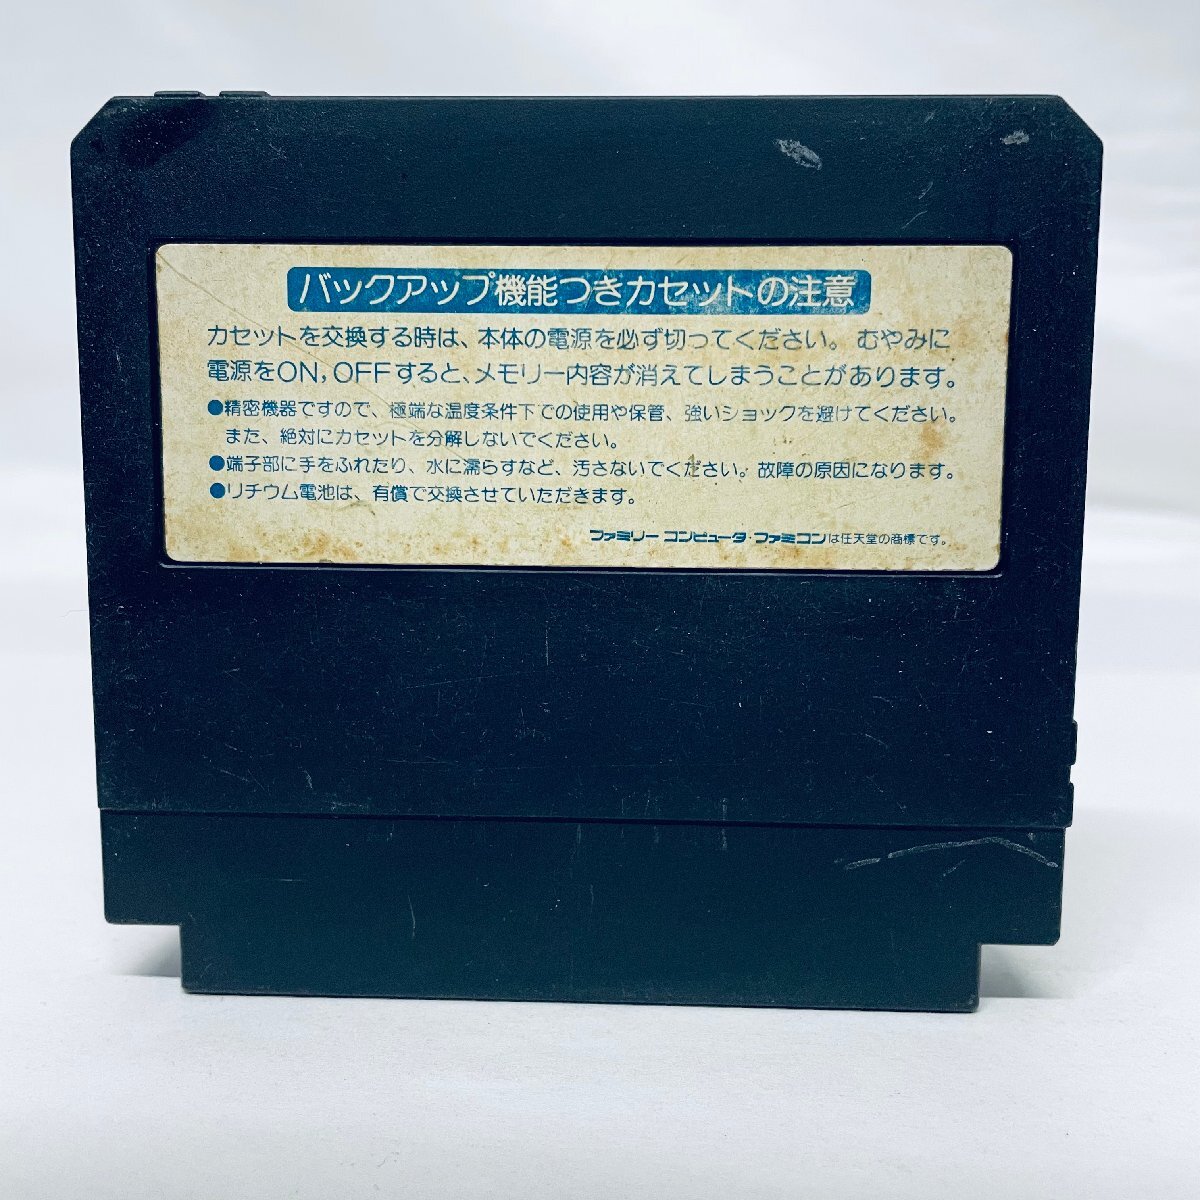 バックアップ機能つきカセットの注意
カセットを交換する時は、本体の電源を必ず切ってください。むやみに
電源をON,OFFすると、メモリー内容が消えてしまうことがあります。
●精密機器ですので、極端な温度条件下での使用や保管、強いショックを避けてください。
また、絶対にカセットを分解しないでください。
●端子部に手をふれたり、水に濡らすなど、汚さないでください。故障の原因になります。
●リチウム電池は、有償で交換させていただきます。
ファミリーコンピュータ・ファミコンは任天堂の商標です。